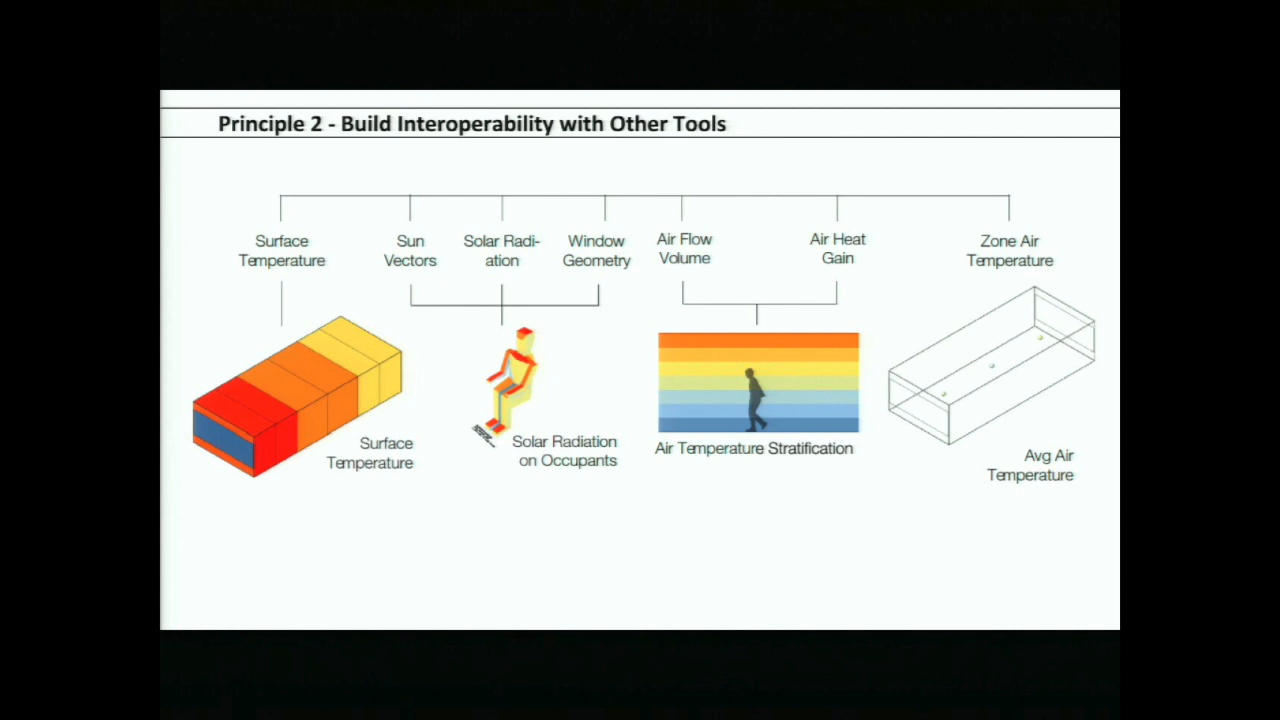 Principle 2 - Build Interoperability with Other Tools
Surface
Temperature
Sun
Vectors
Solar Radi-
ation
Window
Geometry
Air Flow
Volume
Air Heat
Gain
Zone Air
Temperature
Surface
Temperature
Solar Radiation
on Occupants
Air Temperature Stratification
Avg Air
Temperature